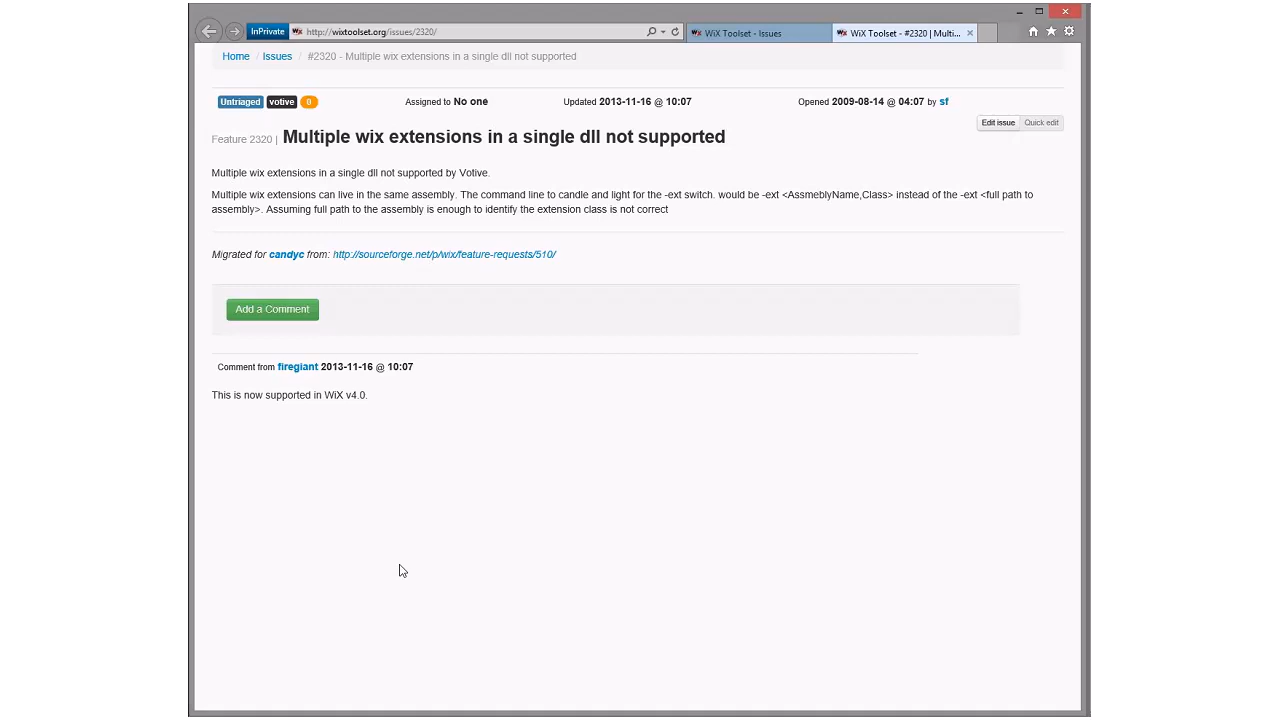 InPrivate http://wixtoolset.org/issues/2320/ WiX Toolset - Issues WiX Toolset - #2320 | Multi...
Home / Issues / #2320 - Multiple wix extensions in a single dll not supported
Untriaged votive 0 Assigned to No one Updated 2013-11-16 @ 10:07 Opened 2009-08-14 @ 04:07 by sf
Edit issue Quick edit
Feature 2320 | Multiple wix extensions in a single dll not supported
Multiple wix extensions in a single dll not supported by Votive.
Multiple wix extensions can live in the same assembly. The command line to candle and light for the -ext switch. would be -ext <AssmeblyName,Class> instead of the -ext <full path to
assembly>. Assuming full path to the assembly is enough to identify the extension class is not correct
Migrated for candyc from: http://sourceforge.net/p/wix/feature-requests/510/
Add a Comment
Comment from firegiant 2013-11-16 @ 10:07
This is now supported in WiX v4.0.